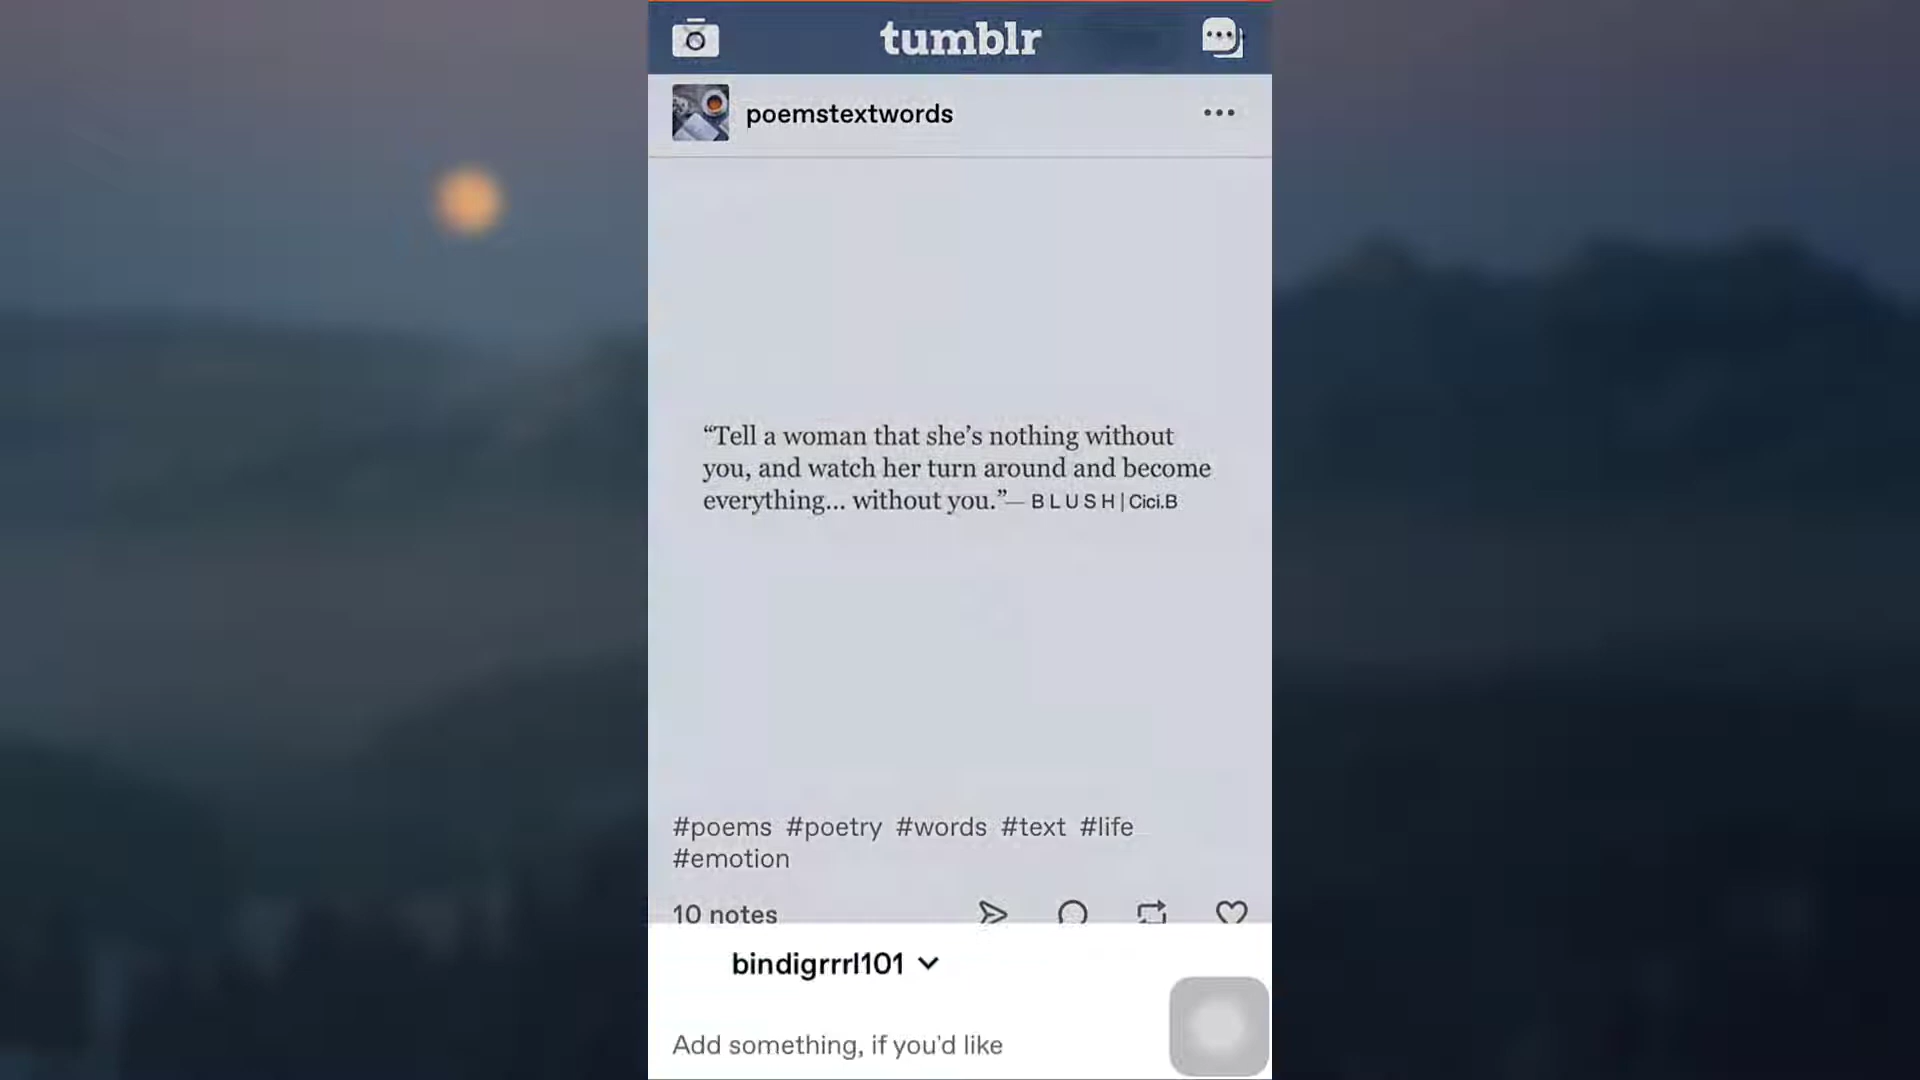 tumblr
poemstextwords
“Tell a woman that she’s nothing without
you, and watch her turn around and become
everything... without you.”— B L U S H | Cici.B
#poems #poetry #words #text #life
#emotion
10 notes
bindigrrrl101
Add something, if you'd like